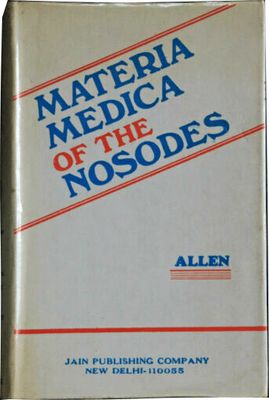 MATERIA
MEDICA
OF THE
NOSODES
ALLEN
JAIN PUBLISHING COMPANY
NEW DELHI-110055